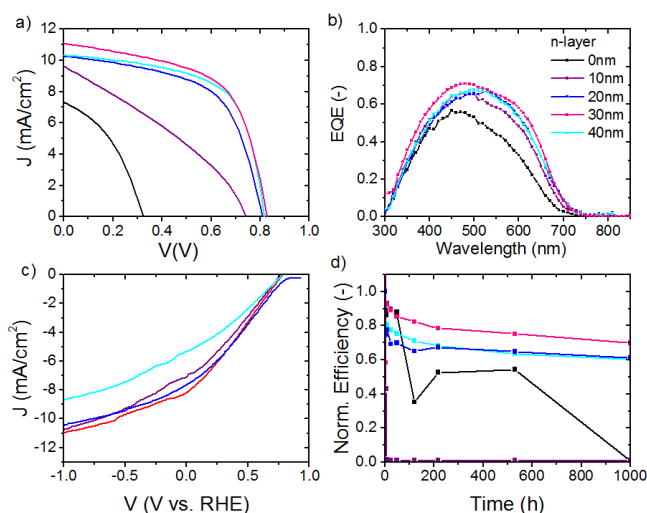 a)
J (mA/cm²)
14
12
10
8
6
4
2
0
0.0 0.2 0.4 0.6 0.8 1.0
V(V)
b)
EQE (-)
1.0
0.8
0.6
0.4
0.2
0.0
300 400 500 600 700 800
Wavelength (nm)
n-layer
0nm
10nm
20nm
30nm
40nm
c)
J (mA/cm²)
0
-2
-4
-6
-8
-10
-12
-1.0 -0.5 0.0 0.5 1.0
V (V vs. RHE)
d)
Norm. Efficiency (-)
1.0
0.8
0.6
0.4
0.2
0.0
0 200 400 600 800 1000
Time (h)